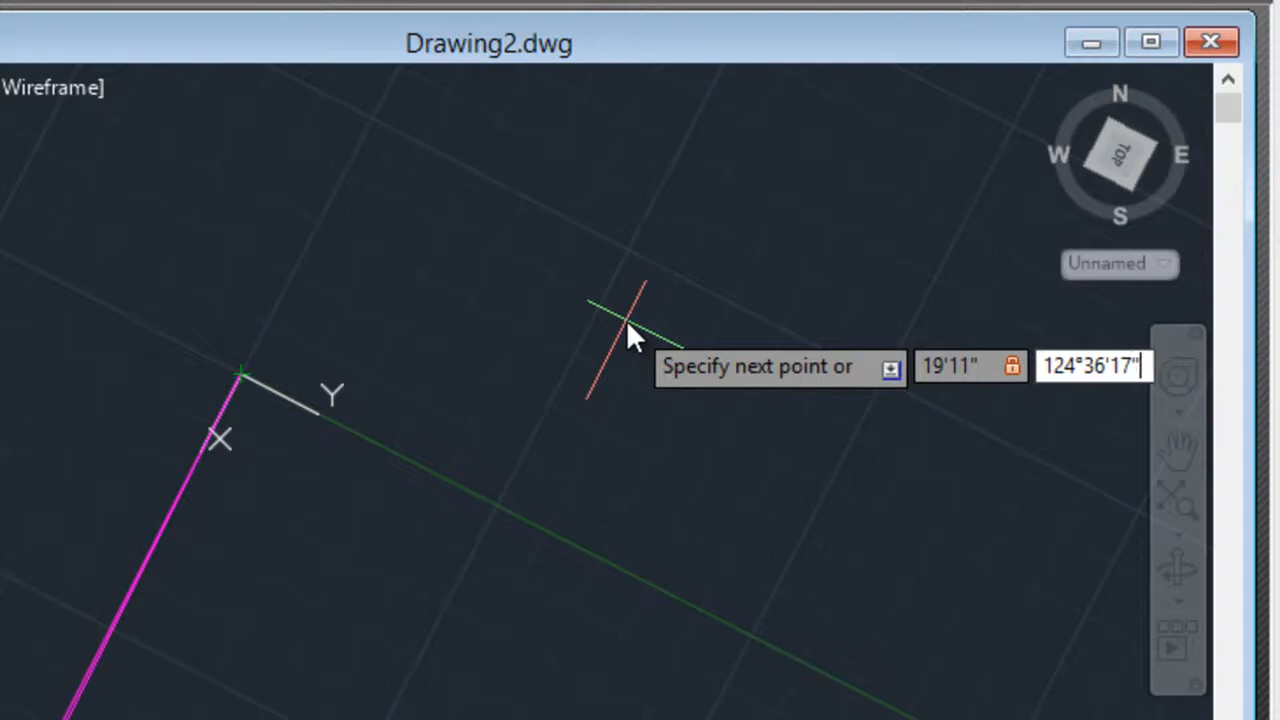 Drawing2.dwg
Wireframe]
N
W
TOP
E
S
Unnamed
Specify next point or
19'11"
124°36'17"
Y
X